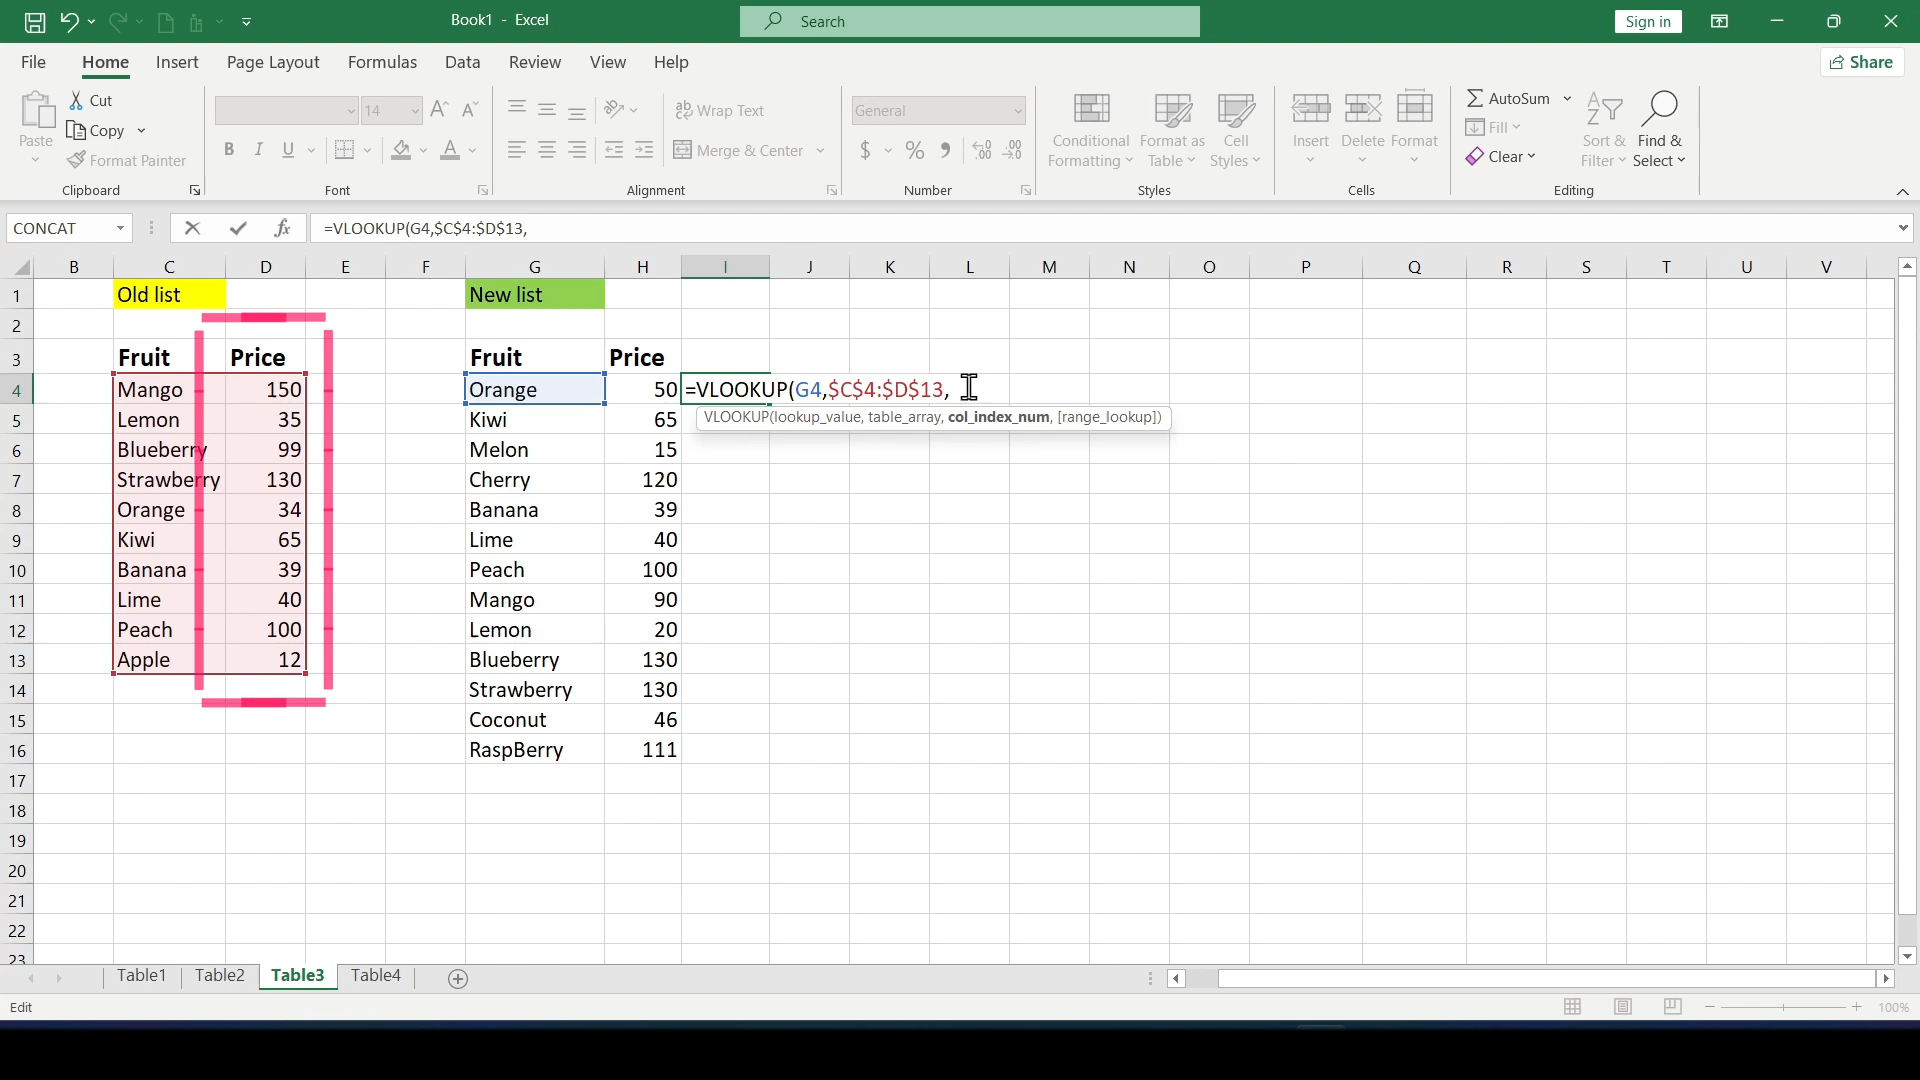 Book1 - Excel
Search
Sign in
File Home Insert Page Layout Formulas Data Review View Help
Share
Paste
Cut
Copy
Format Painter
Clipboard
14
B I U
Font
Wrap Text
Merge & Center
Alignment
General
$ % 9
Number
Conditional Formatting
Format as Table
Cell Styles
Styles
Insert Delete Format
Cells
AutoSum
Fill
Clear
Sort & Filter
Find & Select
Editing
CONCAT fx =VLOOKUP(G4,$C$4:$D$13,
B C D E F G H I J K L M N O P Q R S T U V
1 Old list New list
2
3 Fruit Price Fruit Price
4 Mango 150 Orange 50 =VLOOKUP(G4,$C$4:$D$13,
VLOOKUP(lookup_value, table_array, col_index_num, [range_lookup])
5 Lemon 35 Kiwi 65
6 Blueberry 99 Melon 15
7 Strawberry 130 Cherry 120
8 Orange 34 Banana 39
9 Kiwi 65 Lime 40
10 Banana 39 Peach 100
11 Lime 40 Mango 90
12 Peach 100 Lemon 20
13 Apple 12 Blueberry 130
14 Strawberry 130
15 Coconut 46
16 RaspBerry 111
17
18
19
20
21
22
23
Table1 Table2 Table3 Table4
Edit 100%